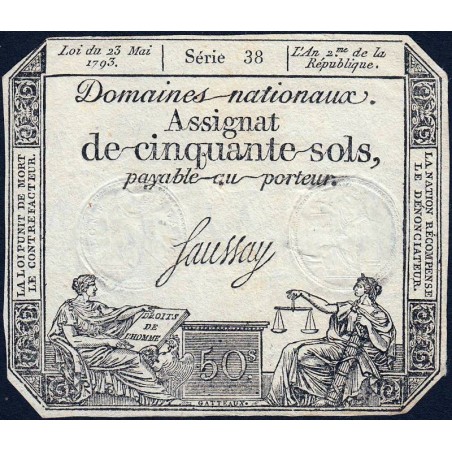 Loi du 23 Mai
1793.
Série 38
L'An 2.me de la
République.
Domaines nationaux.
Assignat
de cinquante sols,
payable au porteur.
Saussay
LA LOI PUNIT DE MORT
LE CONTREFACTEUR.
LA NATION RÉCOMPENSE
LE DÉNONCIATEUR.
DROITS
DE
L'HOMME
50s
GATTEAUX.